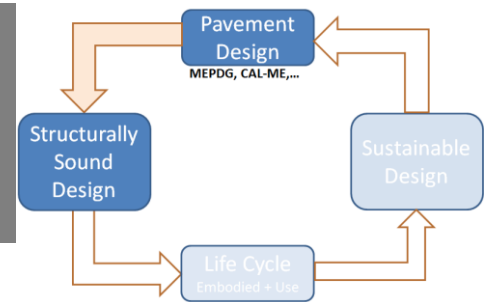 Pavement
Design
MEPDG, CAL-ME,...
Structurally
Sound
Design
Sustainable
Design
Life Cycle
Embodied + Use